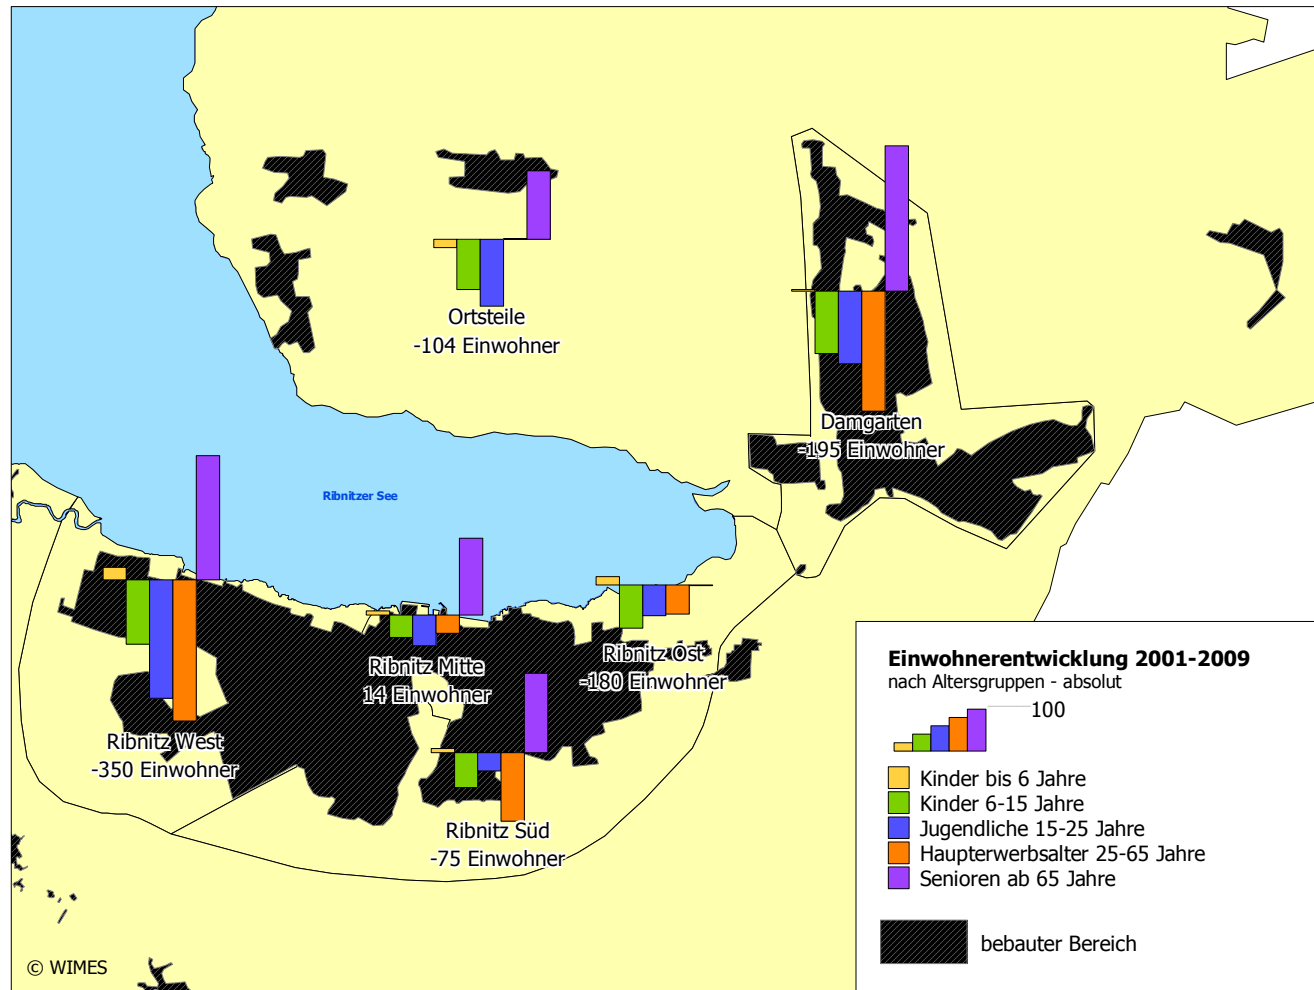 Ortsteile
-104 Einwohner
Damgarten
-195 Einwohner
Ribnitzer See
Ribnitz Mitte
14 Einwohner
Ribnitz Ost
-180 Einwohner
Ribnitz West
-350 Einwohner
Ribnitz Süd
-75 Einwohner
Einwohnerentwicklung 2001-2009
nach Altersgruppen - absolut
100
Kinder bis 6 Jahre
Kinder 6-15 Jahre
Jugendliche 15-25 Jahre
Haupterwerbsalter 25-65 Jahre
Senioren ab 65 Jahre
bebauter Bereich
© WIMES